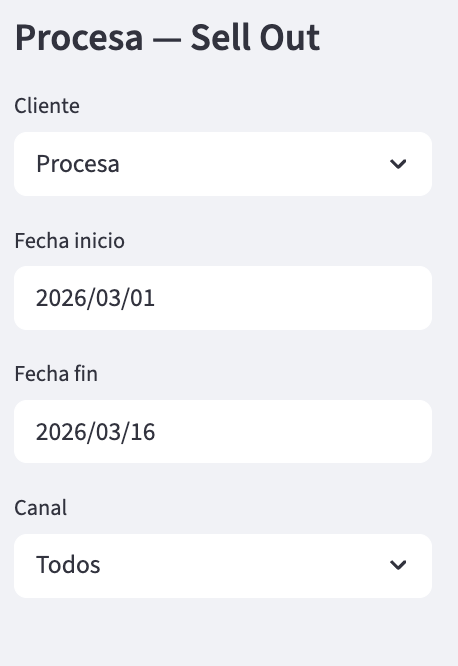 Procesa — Sell Out
Cliente
Procesa
Fecha inicio
2026/03/01
Fecha fin
2026/03/16
Canal
Todos